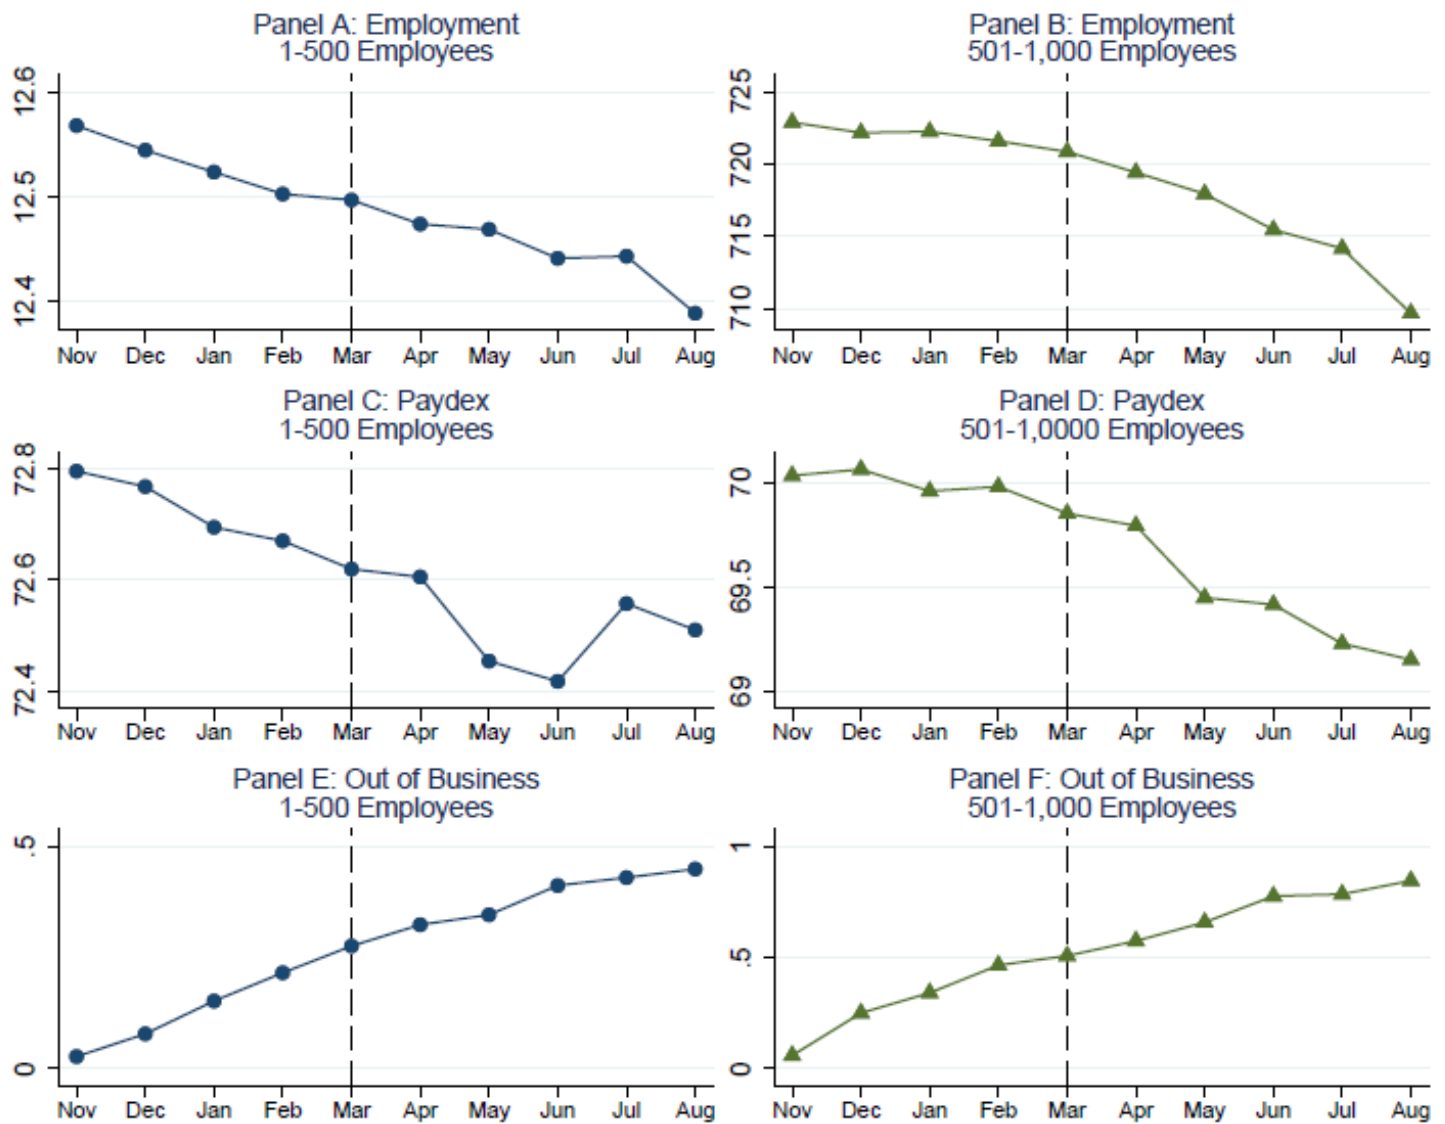 Panel A: Employment
1-500 Employees
12.6
12.5
12.4
Nov Dec Jan Feb Mar Apr May Jun Jul Aug
Panel B: Employment
501-1,000 Employees
725
720
715
710
Nov Dec Jan Feb Mar Apr May Jun Jul Aug
Panel C: Paydex
1-500 Employees
72.8
72.6
72.4
Nov Dec Jan Feb Mar Apr May Jun Jul Aug
Panel D: Paydex
501-1,0000 Employees
70
69.5
69
Nov Dec Jan Feb Mar Apr May Jun Jul Aug
Panel E: Out of Business
1-500 Employees
.5
0
Nov Dec Jan Feb Mar Apr May Jun Jul Aug
Panel F: Out of Business
501-1,000 Employees
1
.5
0
Nov Dec Jan Feb Mar Apr May Jun Jul Aug